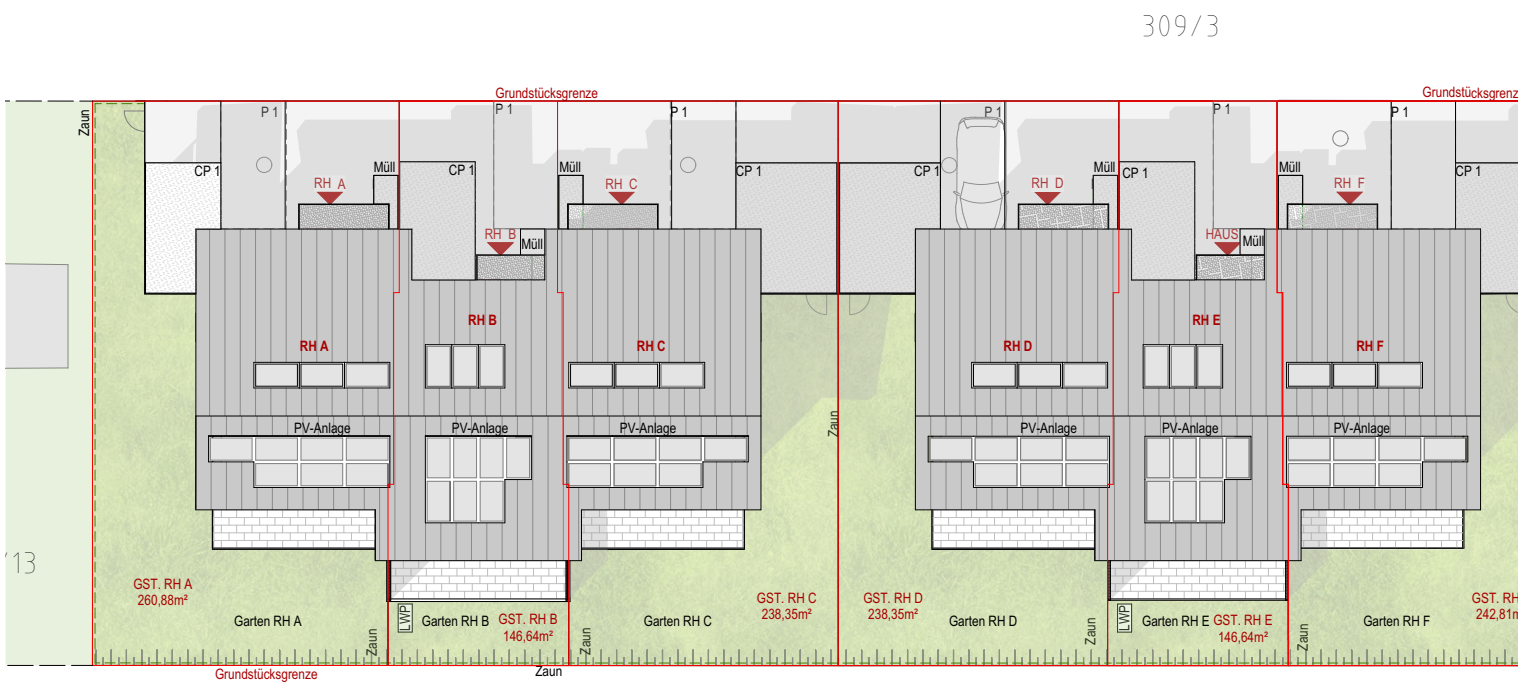 309/3
Grundstücksgrenze
Grundstücksgrenz
Zaun
P 1
P 1
P 1
P 1
P 1
P 1
CP 1
Müll
CP 1
Müll
CP 1
CP 1
Müll
CP 1
Müll
CP 1
RH A
RH C
RH D
RH F
RH B
Müll
HAUS
Müll
RH B
RH E
RH A
RH C
RH D
RH F
Zaun
PV-Anlage
PV-Anlage
PV-Anlage
PV-Anlage
PV-Anlage
PV-Anlage
/13
GST. RH A
260,88m²
GST. RH C
238,35m²
GST. RH D
238,35m²
GST. RH
242,81m
Garten RH A
LWP
Garten RH B
GST. RH B
146,64m²
Garten RH C
Garten RH D
LWP
Garten RH E
GST. RH E
146,64m²
Garten RH F
Zaun
Zaun
Zaun
Zaun
Grundstücksgrenze
Zaun